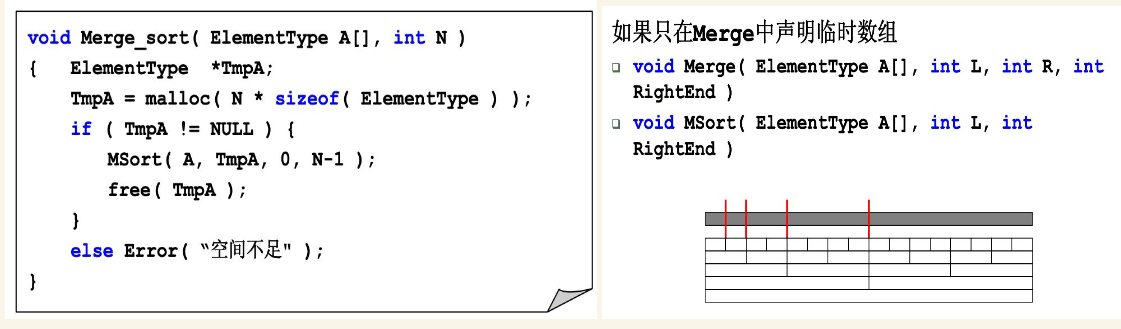 void Merge_sort( ElementType A[], int N )
{ ElementType *TmpA;
TmpA = malloc( N * sizeof( ElementType ) );
if ( TmpA != NULL ) {
MSort( A, TmpA, 0, N-1 );
free( TmpA );
}
else Error( “空间不足" );
}
如果只在Merge中声明临时数组
void Merge( ElementType A[], int L, int R, int
RightEnd )
void MSort( ElementType A[], int L, int
RightEnd )